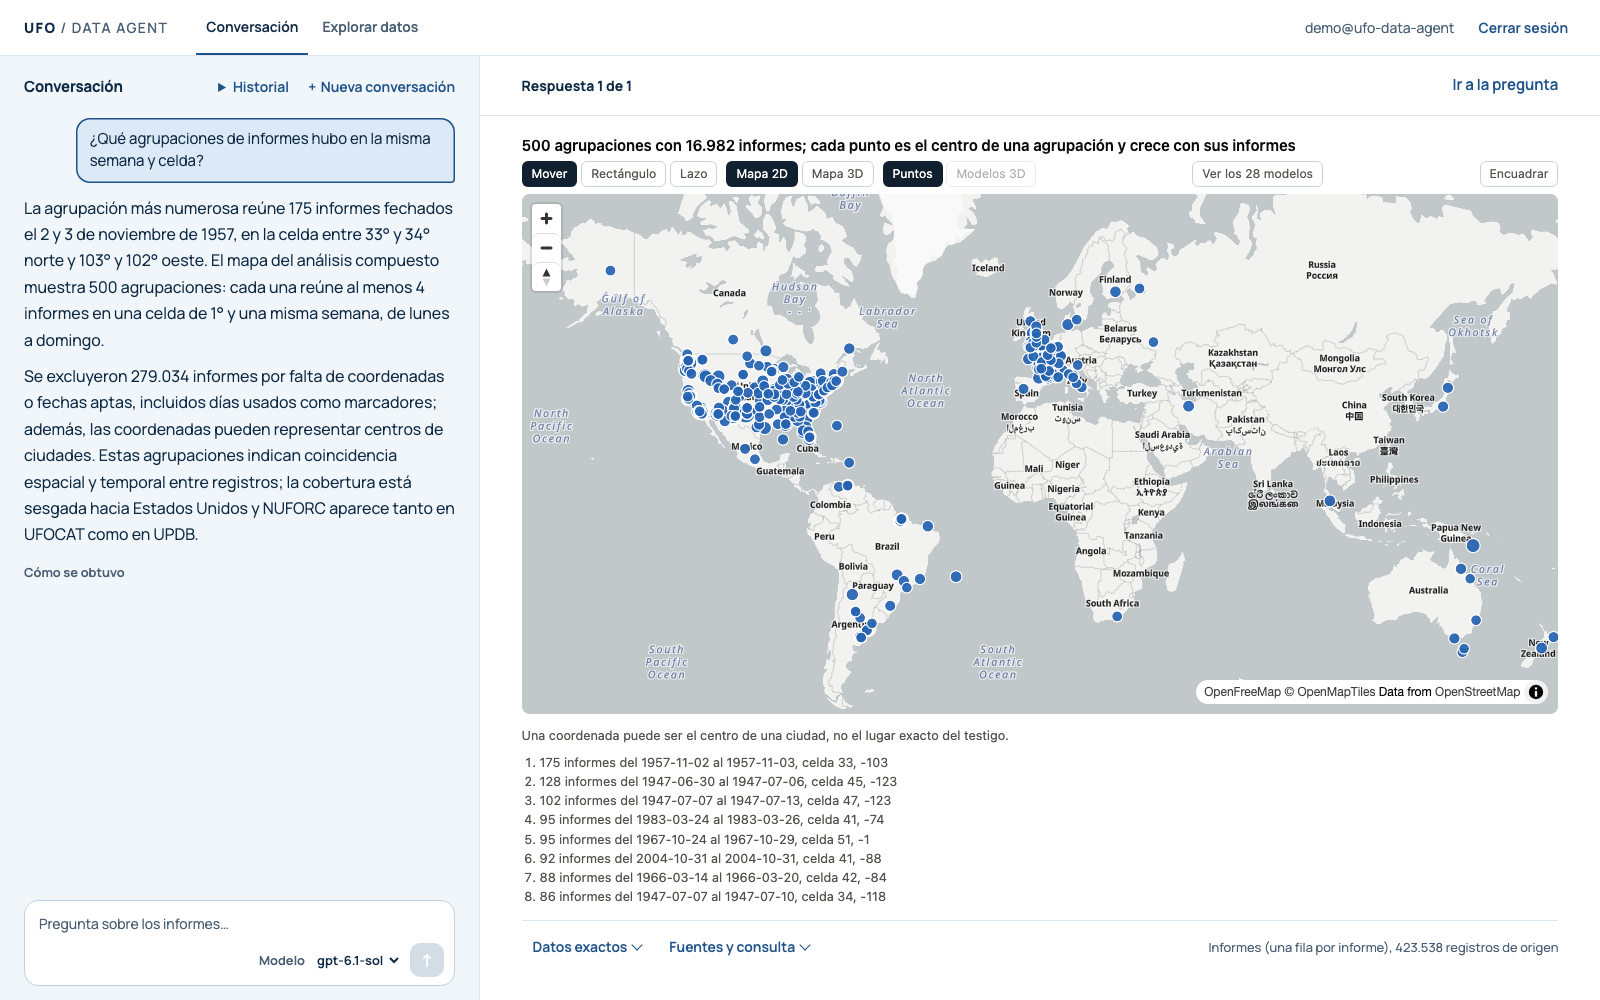 UFO / DATA AGENT
Conversación
Explorar datos
demo@ufo-data-agent
Cerrar sesión
Conversación
Historial
+ Nueva conversación
¿Qué agrupaciones de informes hubo en la misma
semana y celda?
La agrupación más numerosa reúne 175 informes fechados
el 2 y 3 de noviembre de 1957, en la celda entre 33° y 34°
norte y 103° y 102° oeste. El mapa del análisis compuesto
muestra 500 agrupaciones: cada una reúne al menos 4
informes en una celda de 1° y una misma semana, de lunes
a domingo.
Se excluyeron 279.034 informes por falta de coordenadas
o fechas aptas, incluidos días usados como marcadores;
además, las coordenadas pueden representar centros de
ciudades. Estas agrupaciones indican coincidencia
espacial y temporal entre registros; la cobertura está
sesgada hacia Estados Unidos y NUFORC aparece tanto en
UFOCAT como en UPDB.
Cómo se obtuvo
Pregunta sobre los informes…
Modelo
gpt-6.1-sol
Respuesta 1 de 1
Ir a la pregunta
500 agrupaciones con 16.982 informes; cada punto es el centro de una agrupación y crece con sus informes
Mover
Rectángulo
Lazo
Mapa 2D
Mapa 3D
Puntos
Modelos 3D
Ver los 28 modelos
Encuadrar
Bay
Iceland
Russia
Россия
Finland
Norway
Canada
Hudson
Bay
Gulf of
Alaska
Labrador
Sea
Sea of
Okhotsk
Belarus
Беларусь
Kazakhstan
Қазақстан
Mongolia
Монгол Улс
North
Atlantic
Ocean
North
Pacific
Ocean
Spain
Turkey
Turkmenistan
China
中国
South Korea
대한민국
Morocco
المغرب
Tunisia
تونس
Pakistan
پاکستان
Saudi Arabia
السعودية
Taiwan
臺灣
Mexico
Cuba
Guatemala
Arabian
Sea
Laos
Mali
Niger
Philippines
Guinea
Nigeria
Ethiopia
ኢትዮጵያ
Sri Lanka
Colombia
Equatorial
Guinea
Kenya
Indonesia
Papua New
Guinea
Peru
Brazil
Tanzania
Angola
Bolivia
Mozambique
Coral
Sea
Paraguay
Australia
South Africa
South
Pacific
Ocean
South
Atlantic
Ocean
OpenFreeMap © OpenMapTiles Data from OpenStreetMap
Una coordenada puede ser el centro de una ciudad, no el lugar exacto del testigo.
1. 175 informes del 1957-11-02 al 1957-11-03, celda 33, -103
2. 128 informes del 1947-06-30 al 1947-07-06, celda 45, -123
3. 102 informes del 1947-07-07 al 1947-07-13, celda 47, -123
4. 95 informes del 1983-03-24 al 1983-03-26, celda 41, -74
5. 95 informes del 1967-10-24 al 1967-10-29, celda 51, -1
6. 92 informes del 2004-10-31 al 2004-10-31, celda 41, -88
7. 88 informes del 1966-03-14 al 1966-03-20, celda 42, -84
8. 86 informes del 1947-07-07 al 1947-07-10, celda 34, -118
Datos exactos
Fuentes y consulta
Informes (una fila por informe), 423.538 registros de origen